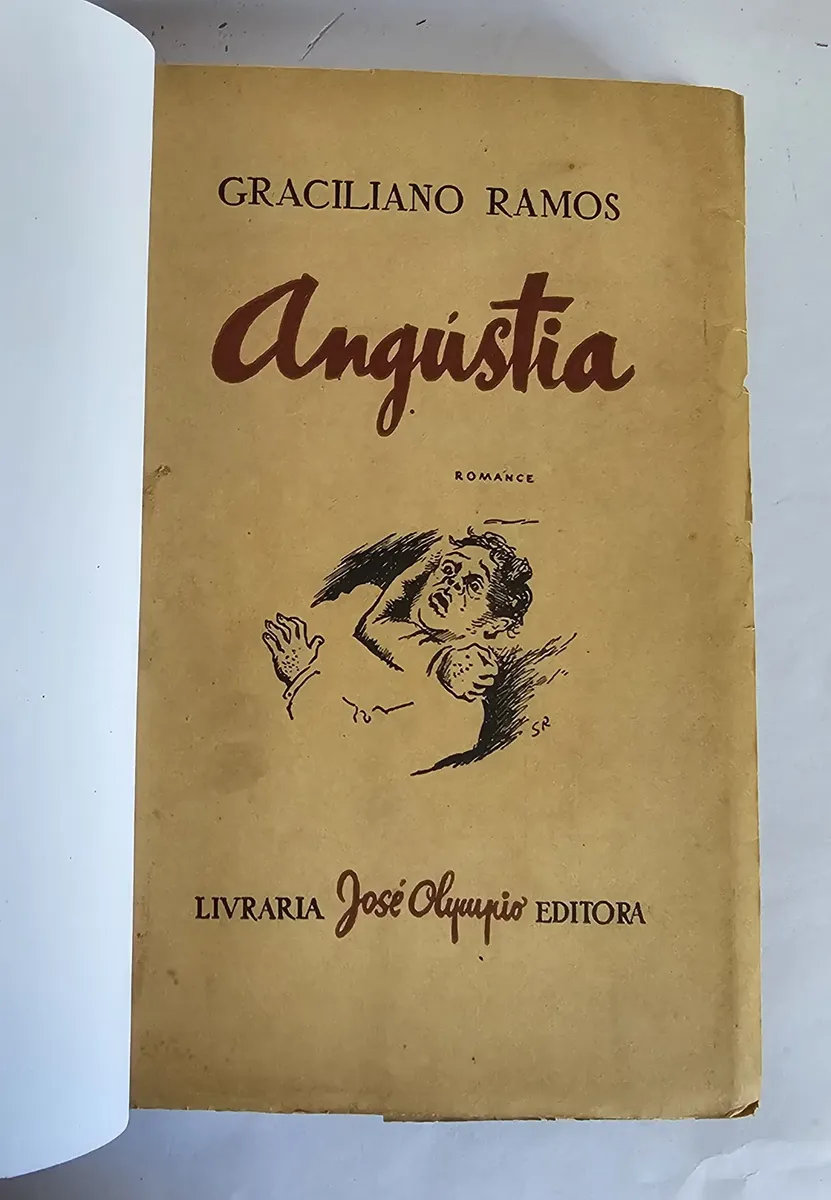 GRACILIANO RAMOS
Angústia
ROMANCE
SR
LIVRARIA José Olympio EDITORA